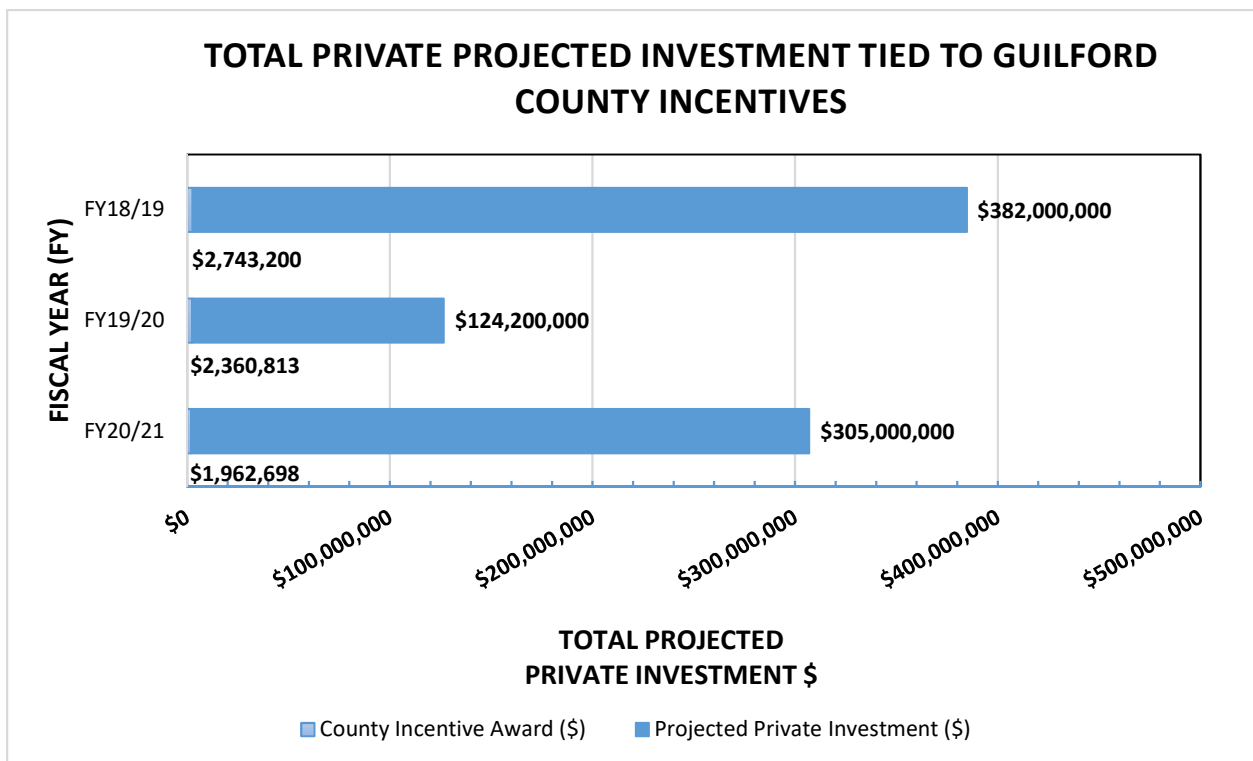 TOTAL PRIVATE PROJECTED INVESTMENT TIED TO GUILFORD
COUNTY INCENTIVES
FISCAL YEAR (FY)
FY18/19
$382,000,000
$2,743,200
FY19/20
$124,200,000
$2,360,813
FY20/21
$305,000,000
$1,962,698
$0
$100,000,000
$200,000,000
$300,000,000
$400,000,000
$500,000,000
TOTAL PROJECTED
PRIVATE INVESTMENT $
County Incentive Award ($)
Projected Private Investment ($)